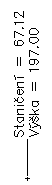 Staničení = 67.12
Výška = 197.00